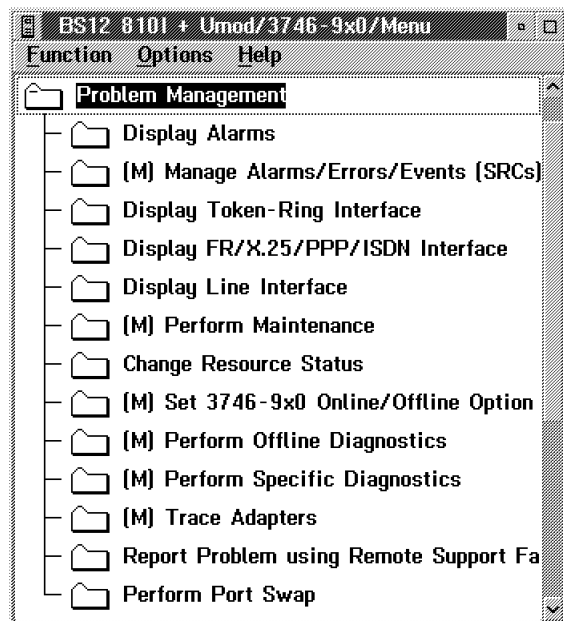 BS12 810I + Umod/3746-9x0/Menu
Function Options Help
Problem Management
Display Alarms
(M) Manage Alarms/Errors/Events (SRCs)
Display Token-Ring Interface
Display FR/X.25/PPP/ISDN Interface
Display Line Interface
(M) Perform Maintenance
Change Resource Status
(M) Set 3746-9x0 Online/Offline Option
(M) Perform Offline Diagnostics
(M) Perform Specific Diagnostics
(M) Trace Adapters
Report Problem using Remote Support Fa
Perform Port Swap